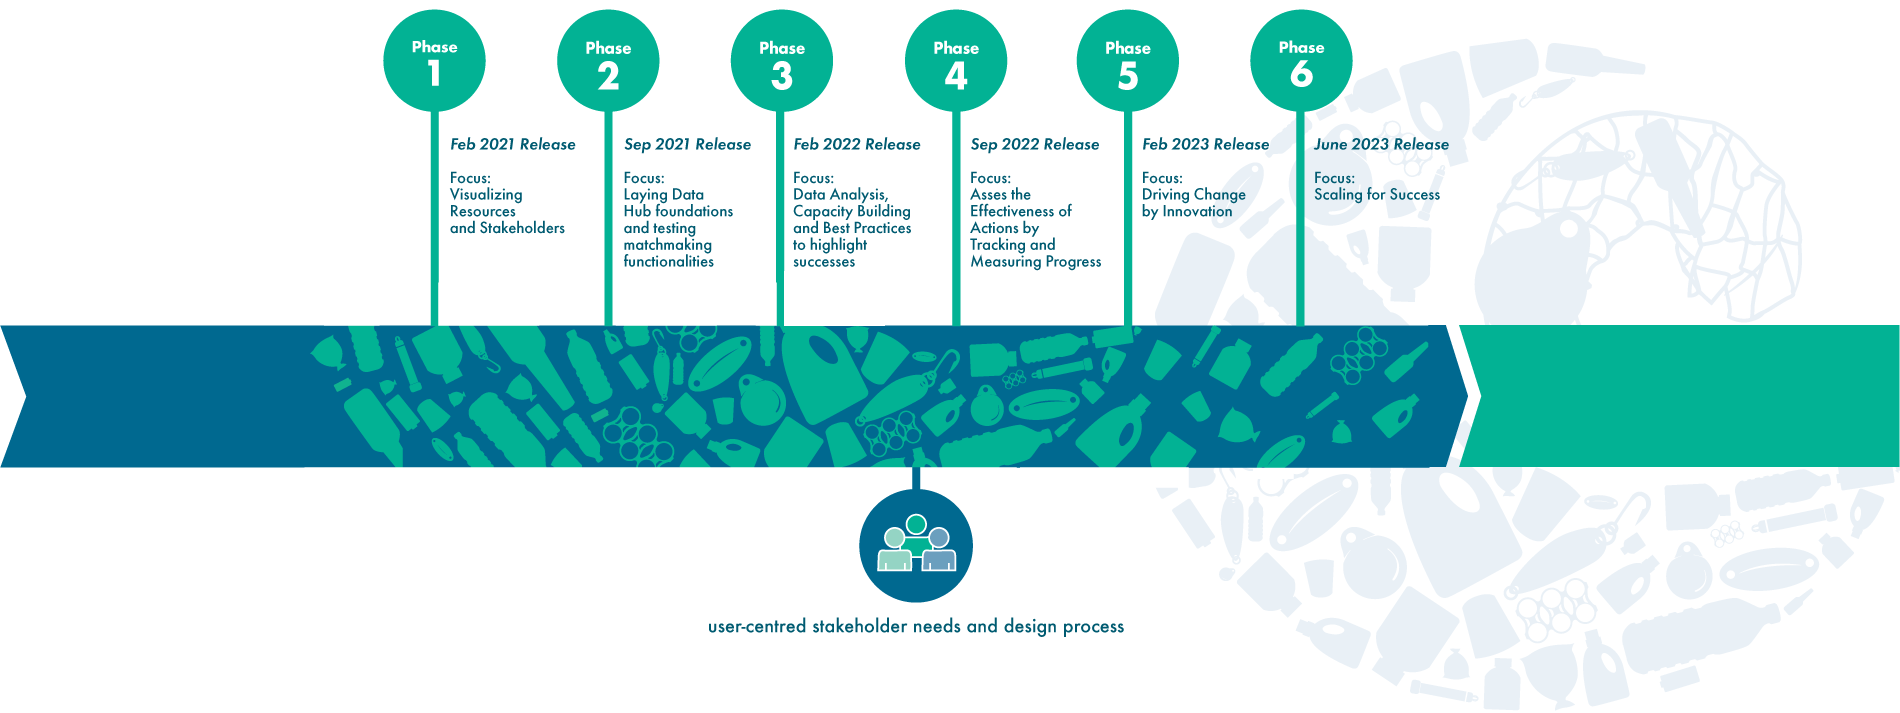 Phase
1
Feb 2021 Release
Focus:
Visualizing
Resources
and Stakeholders
Phase
2
Sep 2021 Release
Focus:
Laying Data
Hub foundations
and testing
matchmaking
functionalities
Phase
3
Feb 2022 Release
Focus:
Data Analysis,
Capacity Building
and Best Practices
to highlight
successes
Phase
4
Sep 2022 Release
Focus:
Asses the
Effectiveness of
Actions by
Tracking and
Measuring Progress
Phase
5
Feb 2023 Release
Focus:
Driving Change
by Innovation
Phase
6
June 2023 Release
Focus:
Scaling for Success
user-centred stakeholder needs and design process